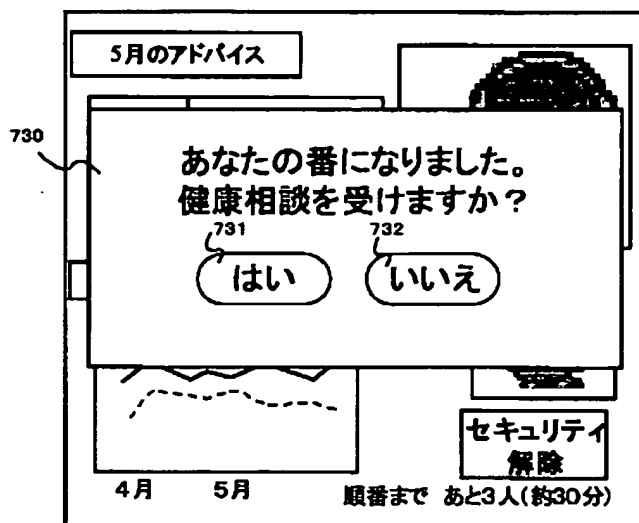 5月のアドバイス
730
あなたの番になりました。
健康相談を受けますか？
731
732
はい
いいえ
セキュリティ
解除
4月
5月
順番まで あと3人(約30分)